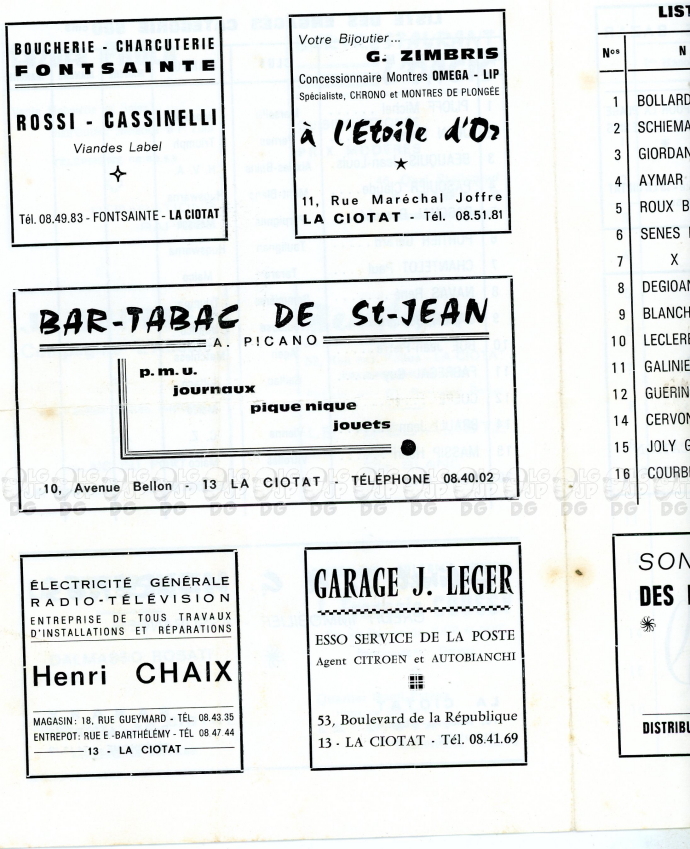 BOUCHERIE - CHARCUTERIE
FONTSAINTE
ROSSI - CASSINELLI
Viandes Label
Tél. 08.49.83 - FONTSAINTE - LA CIOTAT
Votre Bijoutier...
G. ZIMBRIS
Concessionnaire Montres OMEGA - LIP
Spécialiste, CHRONO et MONTRES DE PLONGÉE
à l'Etoile d'Or
11, Rue Maréchal Joffre
LA CIOTAT - Tél. 08.51.81
BAR-TABAC DE St-JEAN
A. PICANO
p. m. u.
journaux
pique nique
jouets
10, Avenue Bellon - 13 LA CIOTAT - TÉLÉPHONE 08.40.02
ÉLECTRICITÉ GÉNÉRALE
RADIO-TÉLÉVISION
ENTREPRISE DE TOUS TRAVAUX
D'INSTALLATIONS ET RÉPARATIONS
Henri CHAIX
MAGASIN: 18, RUE GUEYMARD - TÉL. 08.43.35
ENTREPOT: RUE E-BARTHÉLÉMY - TÉL 08 47 44
13 - LA CIOTAT
GARAGE J. LEGER
ESSO SERVICE DE LA POSTE
Agent CITROEN et AUTOBIANCHI
53, Boulevard de la République
13 - LA CIOTAT - Tél. 08.41.69
LIST
Nos N
1 BOLLARD
2 SCHIEMA
3 GIORDAN
4 AYMAR
5 ROUX B
6 SENES
7 X
8 DEGIOAN
9 BLANCH
10 LECLERE
11 GALINIE
12 GUERIN
14 CERVON
15 JOLY G
16 COURB
SON
DES
DISTRIBU